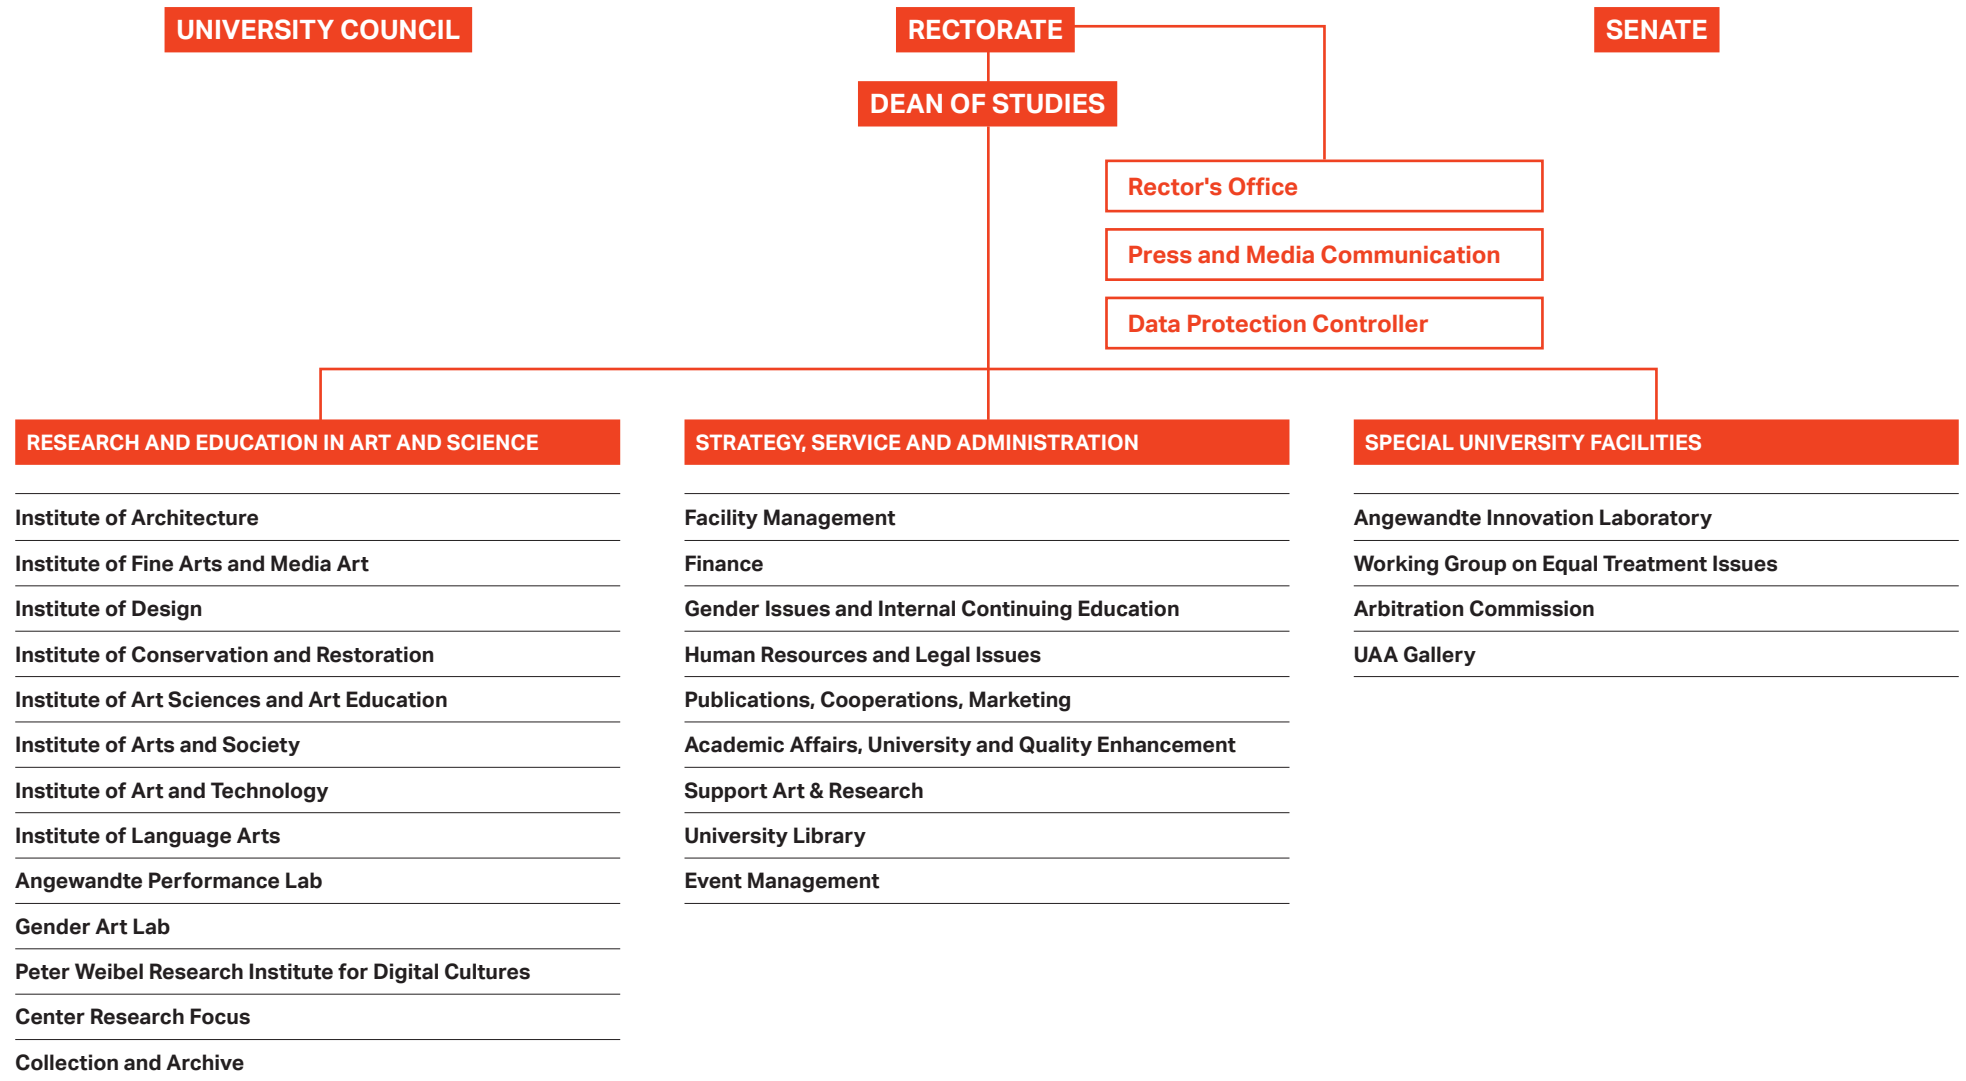 UNIVERSITY COUNCIL
RECTORATE
SENATE
DEAN OF STUDIES
Rector's Office
Press and Media Communication
Data Protection Controller
RESEARCH AND EDUCATION IN ART AND SCIENCE
Institute of Architecture
Institute of Fine Arts and Media Art
Institute of Design
Institute of Conservation and Restoration
Institute of Art Sciences and Art Education
Institute of Arts and Society
Institute of Art and Technology
Institute of Language Arts
Angewandte Performance Lab
Gender Art Lab
Peter Weibel Research Institute for Digital Cultures
Center Research Focus
Collection and Archive
STRATEGY, SERVICE AND ADMINISTRATION
Facility Management
Finance
Gender Issues and Internal Continuing Education
Human Resources and Legal Issues
Publications, Cooperations, Marketing
Academic Affairs, University and Quality Enhancement
Support Art & Research
University Library
Event Management
SPECIAL UNIVERSITY FACILITIES
Angewandte Innovation Laboratory
Working Group on Equal Treatment Issues
Arbitration Commission
UAA Gallery